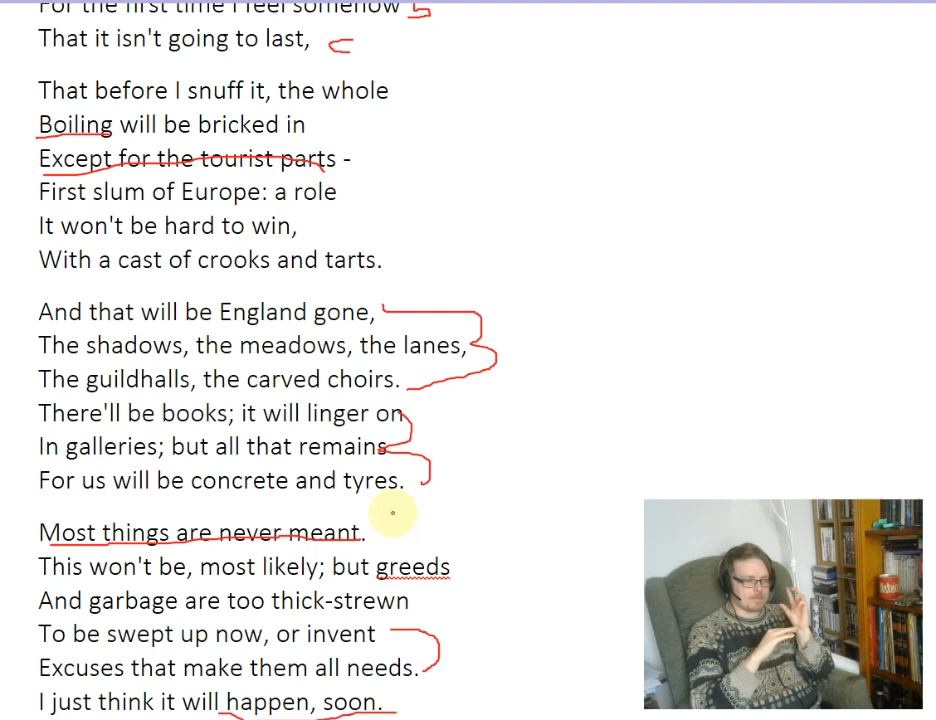 For the first time I feel somehow
That it isn't going to last,
That before I snuff it, the whole
Boiling will be bricked in
Except for the tourist parts -
First slum of Europe: a role
It won't be hard to win,
With a cast of crooks and tarts.
And that will be England gone,
The shadows, the meadows, the lanes,
The guildhalls, the carved choirs.
There'll be books; it will linger on
In galleries; but all that remains
For us will be concrete and tyres.
Most things are never meant.
This won't be, most likely; but greeds
And garbage are too thick-strewn
To be swept up now, or invent
Excuses that make them all needs.
I just think it will happen, soon.